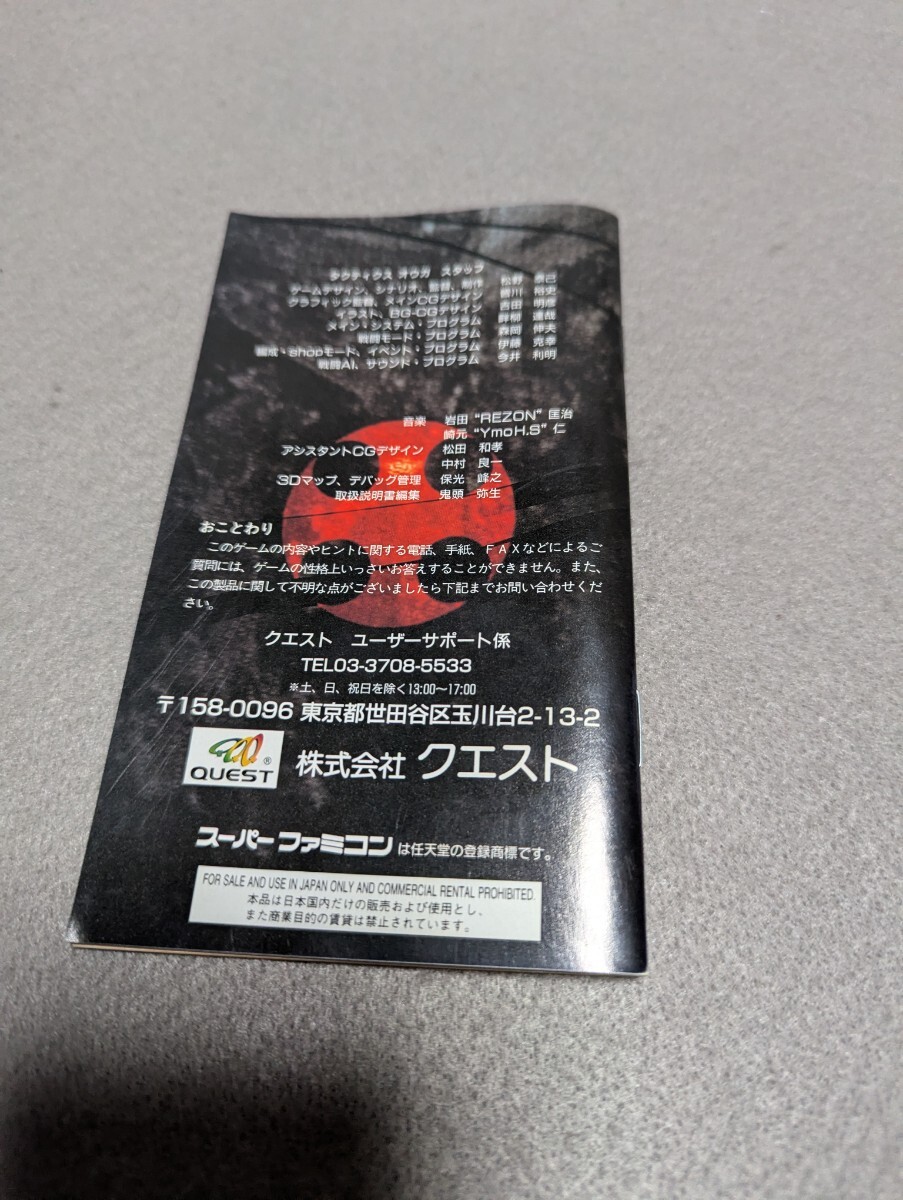 タクティクス オウガ スタッフ
ゲームデザイン、シナリオ、監督、制作 松野 泰己
グラフィック監督、メインCGデザイン 皆川 裕史
イラスト、BG-CGデザイン 吉田 明彦
メイン・システム・プログラム 群柳 達哉
戦闘モード・プログラム 森岡 伸夫
編成・shopモード、イベント・プログラム 伊藤 克幸
戦闘AI、サウンド・プログラム 今井 利明
音楽 岩田 "REZON" 匡治
崎元 "YmoH.S" 仁
アシスタントCGデザイン 松田 和孝
中村 良一
3Dマップ、デバッグ管理 保光 峰之
取扱説明書編集 鬼頭 弥生
おことわり
このゲームの内容やヒントに関する電話、手紙、FAXなどによるご
質問には、ゲームの性格上いっさいお答えすることができません。また、
この製品に関して不明な点がございましたら下記までお問い合わせくだ
さい。
クエスト ユーザーサポート係
TEL03-3708-5533
※土、日、祝日を除く13:00〜17:00
〒158-0096 東京都世田谷区玉川台2-13-2
QUEST ® 株式会社 クエスト
スーパーファミコンは任天堂の登録商標です。
FOR SALE AND USE IN JAPAN ONLY AND COMMERCIAL RENTAL PROHIBITED.
本品は日本国内だけの販売および使用とし、
また商業目的の賃貸は禁止されています。